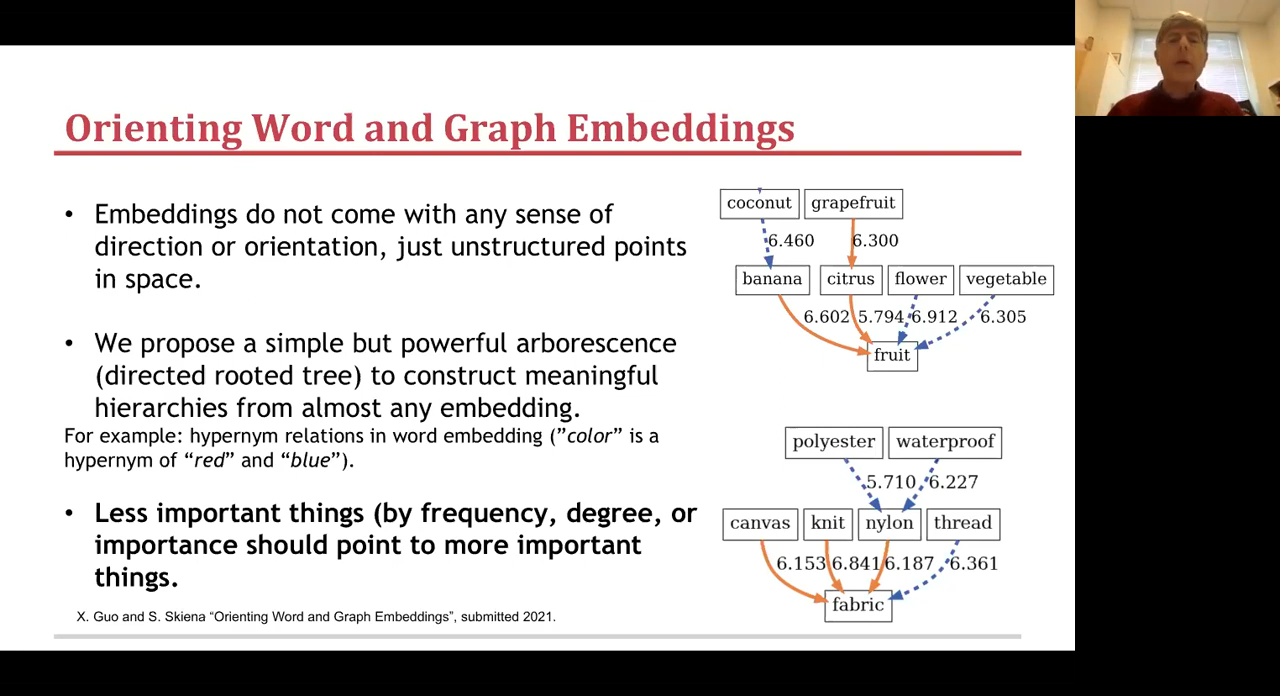 Orienting Word and Graph Embeddings
• Embeddings do not come with any sense of
direction or orientation, just unstructured points
in space.
• We propose a simple but powerful arborescence
(directed rooted tree) to construct meaningful
hierarchies from almost any embedding.
For example: hypernym relations in word embedding (”color” is a
hypernym of “red” and “blue”).
• Less important things (by frequency, degree, or
importance should point to more important
things.
X. Guo and S. Skiena “Orienting Word and Graph Embeddings”, submitted 2021.
coconut grapefruit
6.460 6.300
banana citrus flower vegetable
6.602 5.794 6.912 6.305
fruit
polyester waterproof
5.710 6.227
canvas knit nylon thread
6.153 6.841 6.187 6.361
fabric